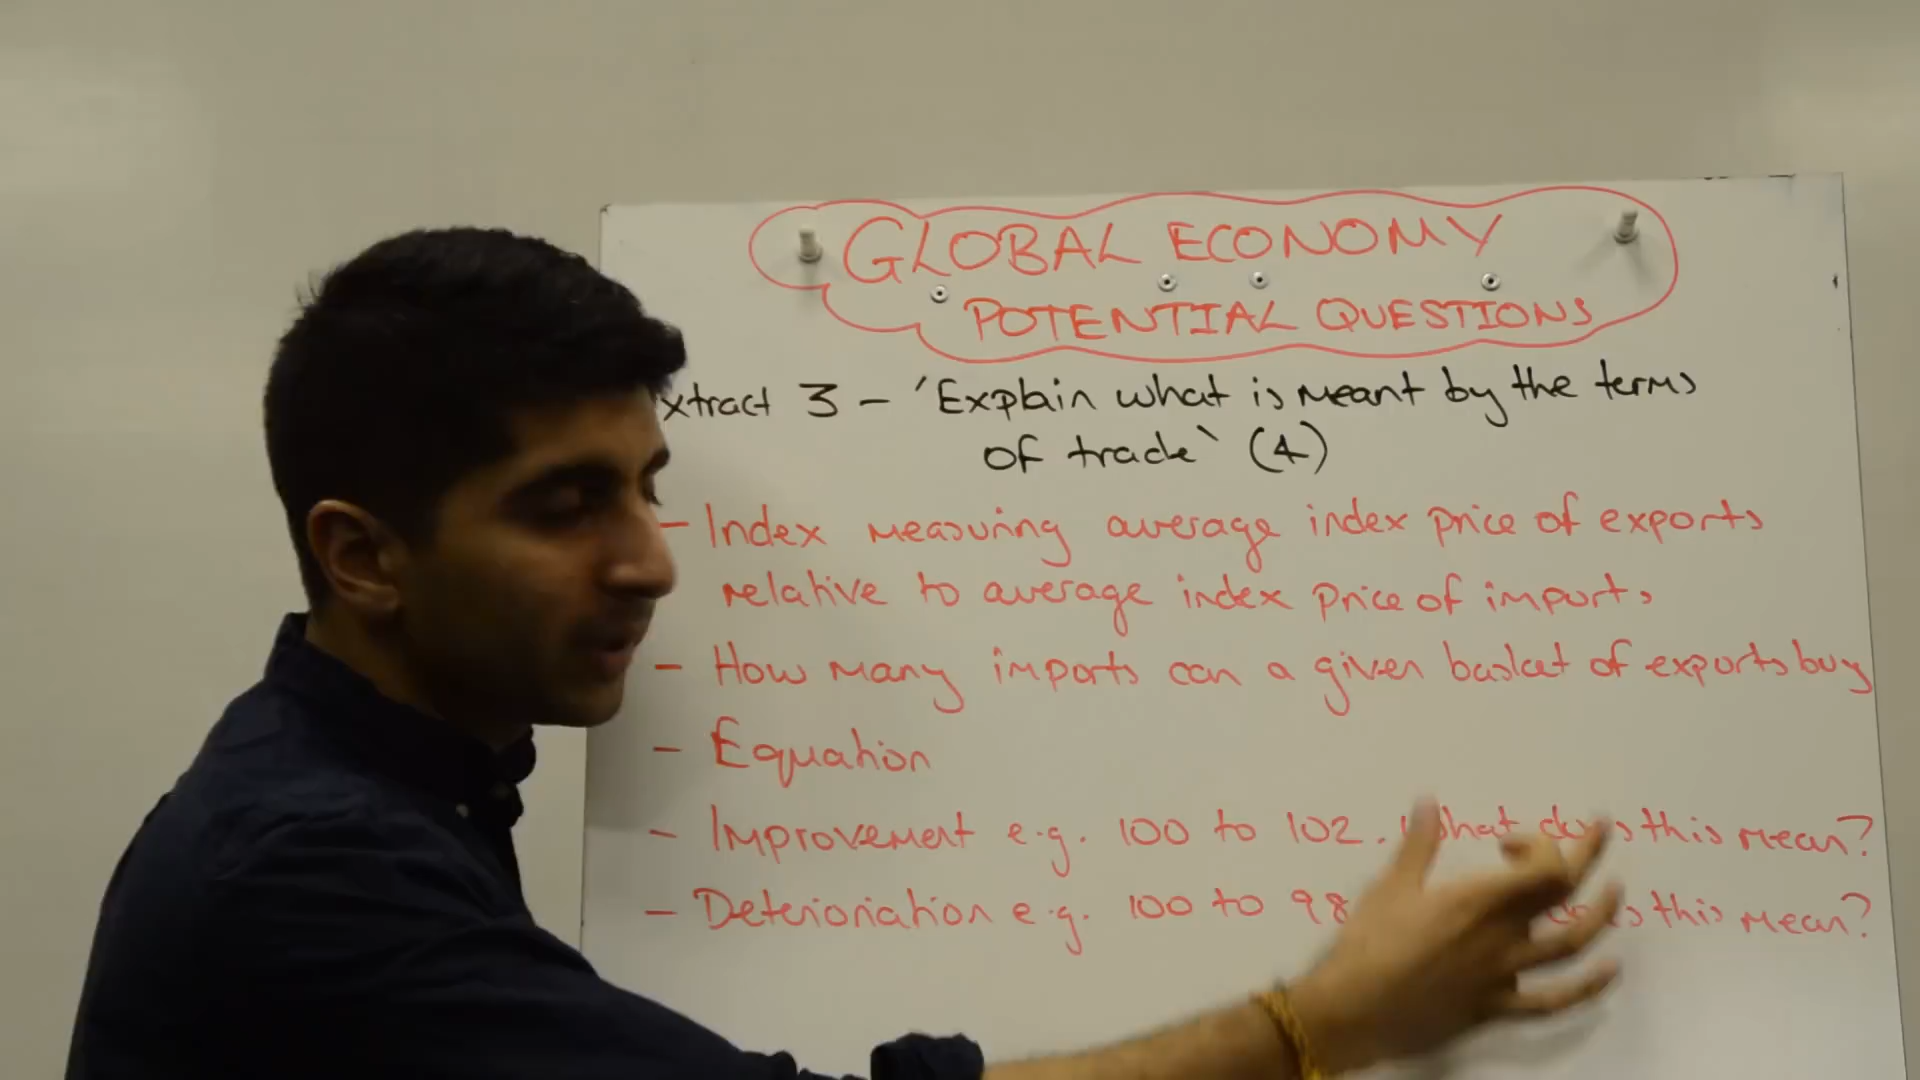 GLOBAL ECONOMY
POTENTIAL QUESTIONS
xtract 3 – 'Explain what is meant by the terms
of trade' (4)
– Index measuring average index price of exports
relative to average index price of imports
– How many imports can a given basket of exports buy
– Equation
– Improvement e.g. 100 to 102. What does this mean?
– Deterioriation e.g. 100 to 98 this mean?